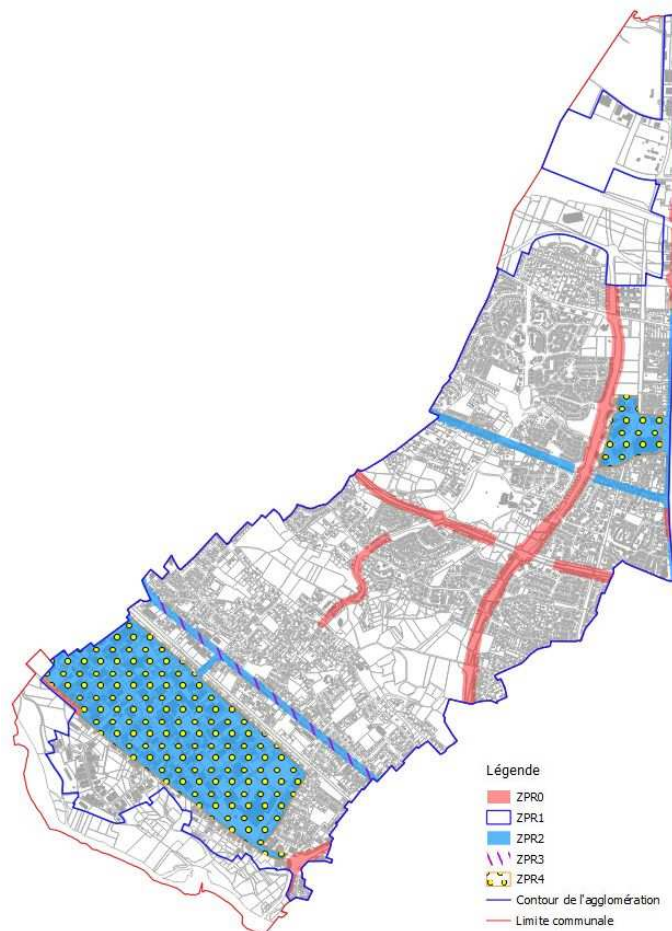 Légende
ZPR0
ZPR1
ZPR2
ZPR3
ZPR4
Contour de l'agglomération
Limite communale